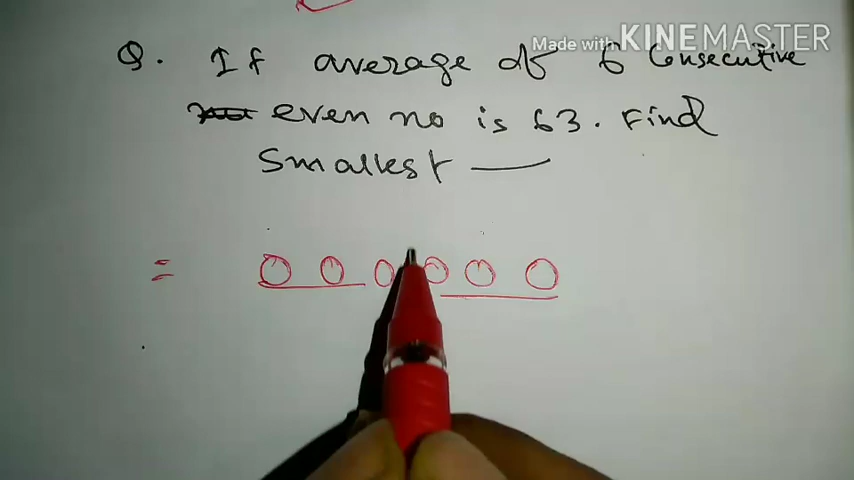 Made with KINEMASTER
Q. If average of 6 Consecutive
even no is 63. Find
Smallest
=